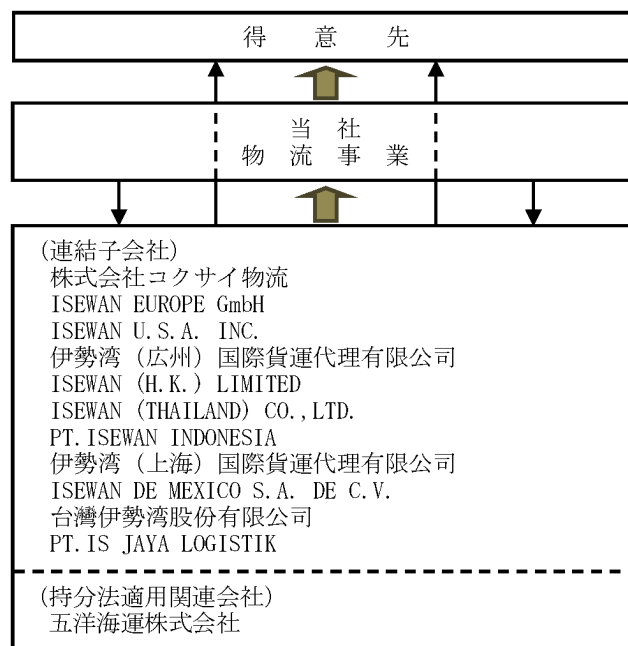 得意先
当社
物流事業
(連結子会社)
株式会社コクサイ物流
ISEWAN EUROPE GmbH
ISEWAN U.S.A. INC.
伊勢湾（広州）国際貨運代理有限公司
ISEWAN (H.K.) LIMITED
ISEWAN (THAILAND) CO.,LTD.
PT.ISEWAN INDONESIA
伊勢湾（上海）国際貨運代理有限公司
ISEWAN DE MEXICO S.A. DE C.V.
台灣伊勢湾股份有限公司
PT.IS JAYA LOGISTIK
(持分法適用関連会社)
五洋海運株式会社